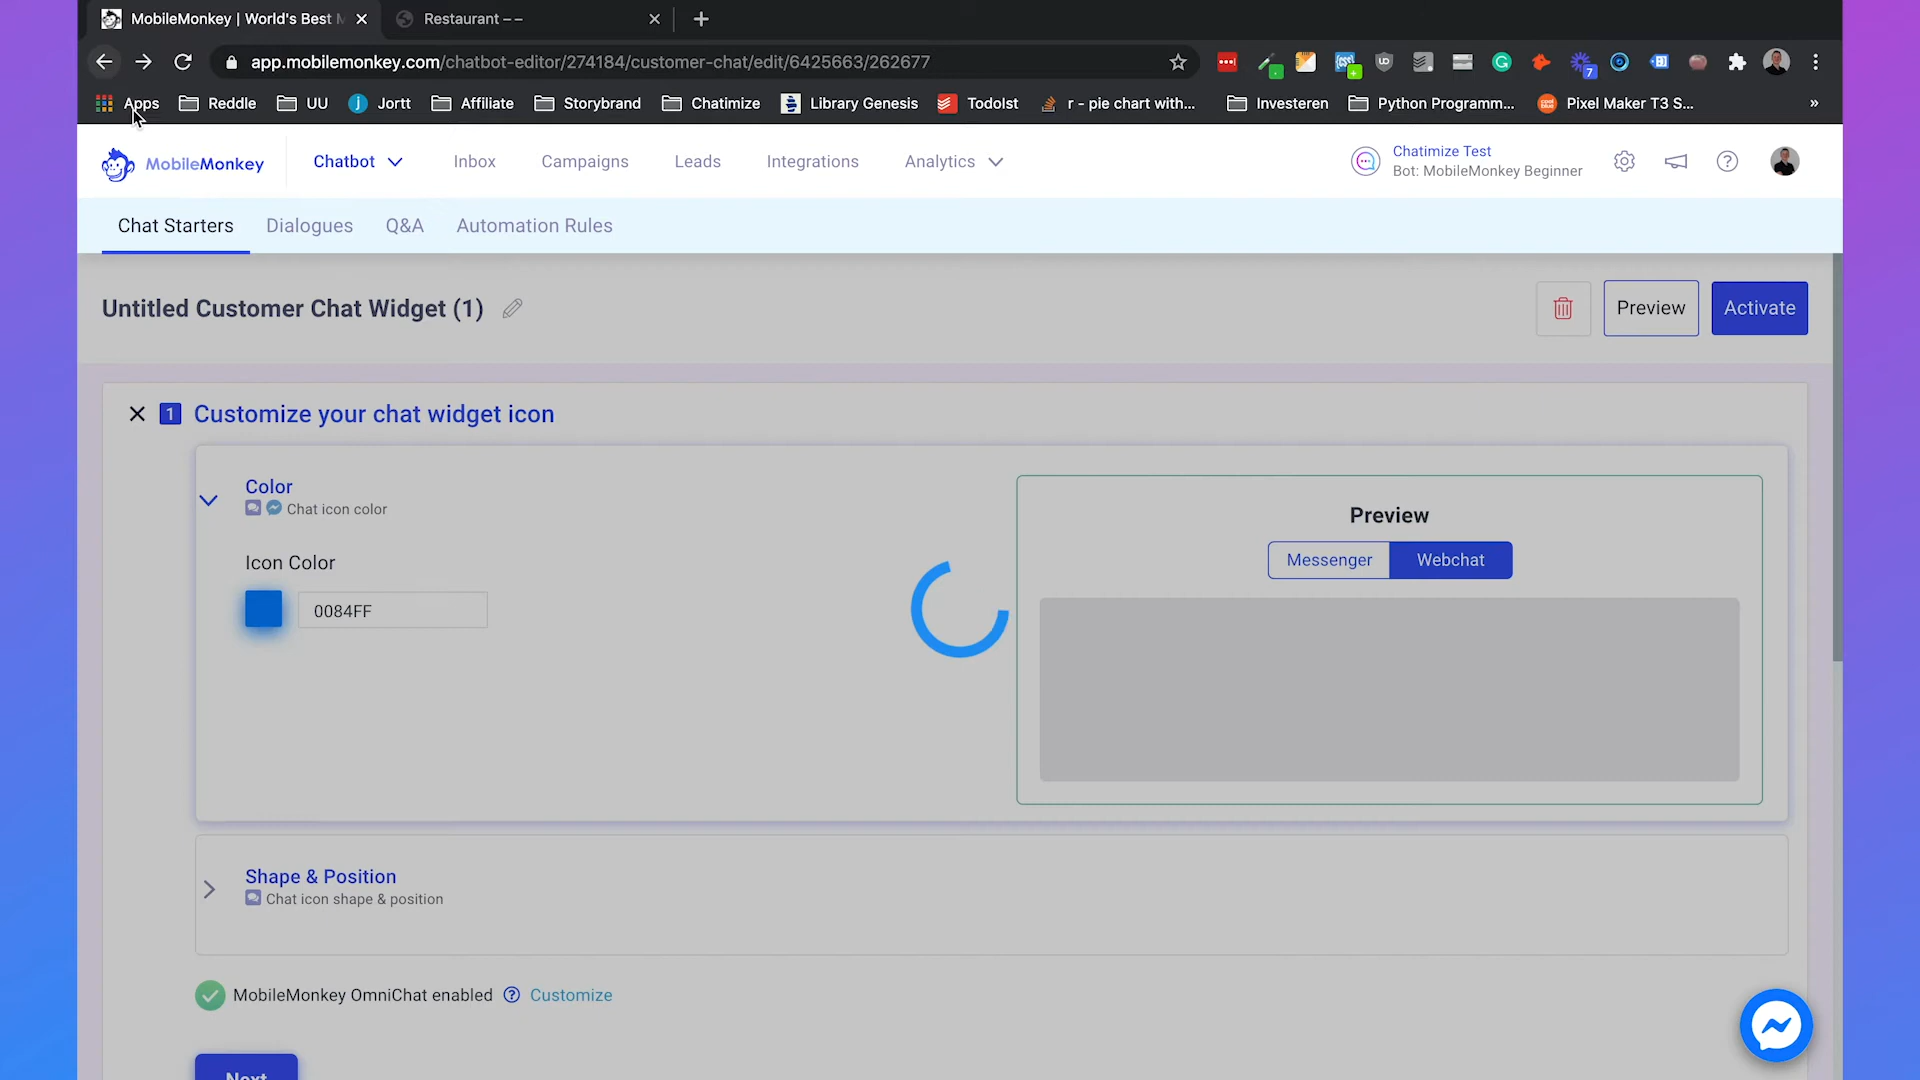 MobileMonkey | World's Best M
Restaurant – –
app.mobilemonkey.com/chatbot-editor/274184/customer-chat/edit/6425663/262677
7
Apps
Reddle
UU
Jortt
Affiliate
Storybrand
Chatimize
Library Genesis
TodoIst
r - pie chart with...
Investeren
Python Programm...
Pixel Maker T3 S...
»
MobileMonkey
Chatbot
Inbox
Campaigns
Leads
Integrations
Analytics
Chatimize Test
Bot: MobileMonkey Beginner
Chat Starters
Dialogues
Q&A
Automation Rules
Untitled Customer Chat Widget (1)
Preview
Activate
1 Customize your chat widget icon
Color
Chat icon color
Icon Color
0084FF
Preview
Messenger
Webchat
Shape & Position
Chat icon shape & position
MobileMonkey OmniChat enabled
Customize
Next